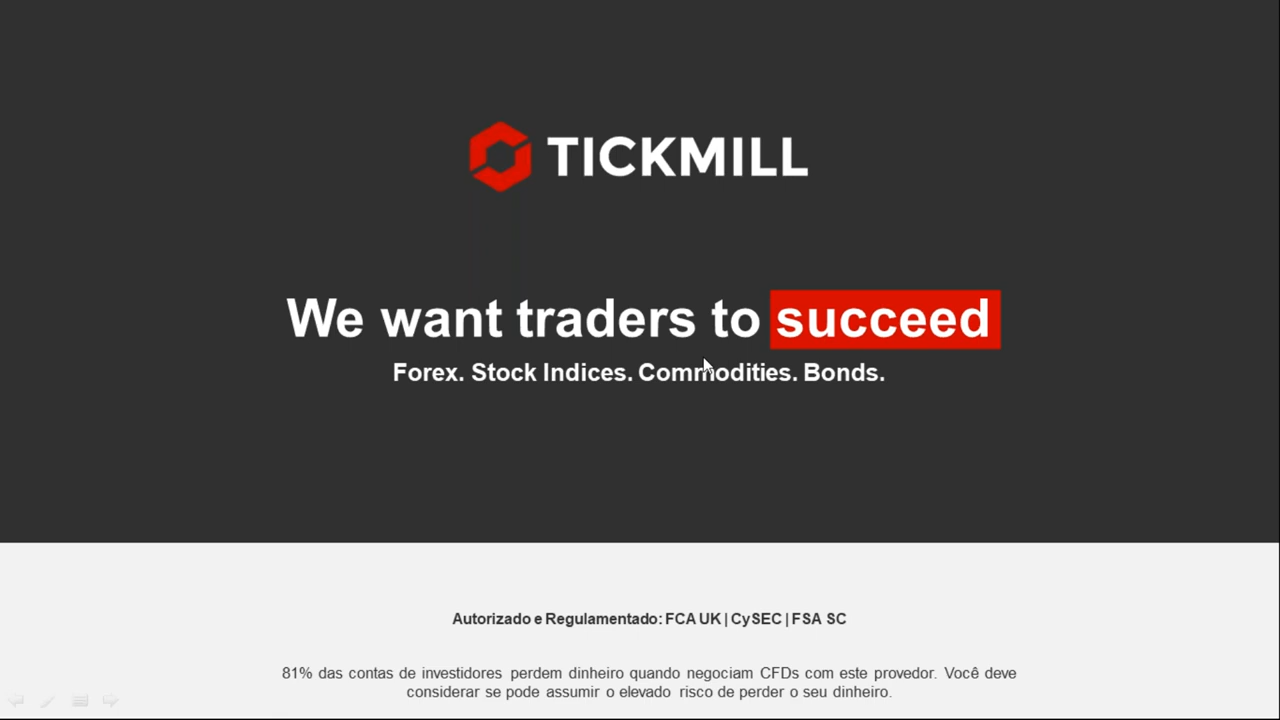 TICKMILL
We want traders to succeed
Forex. Stock Indices. Commodities. Bonds.
Autorizado e Regulamentado: FCA UK | CySEC | FSA SC
81% das contas de investidores perdem dinheiro quando negociam CFDs com este provedor. Você deve
considerar se pode assumir o elevado risco de perder o seu dinheiro.